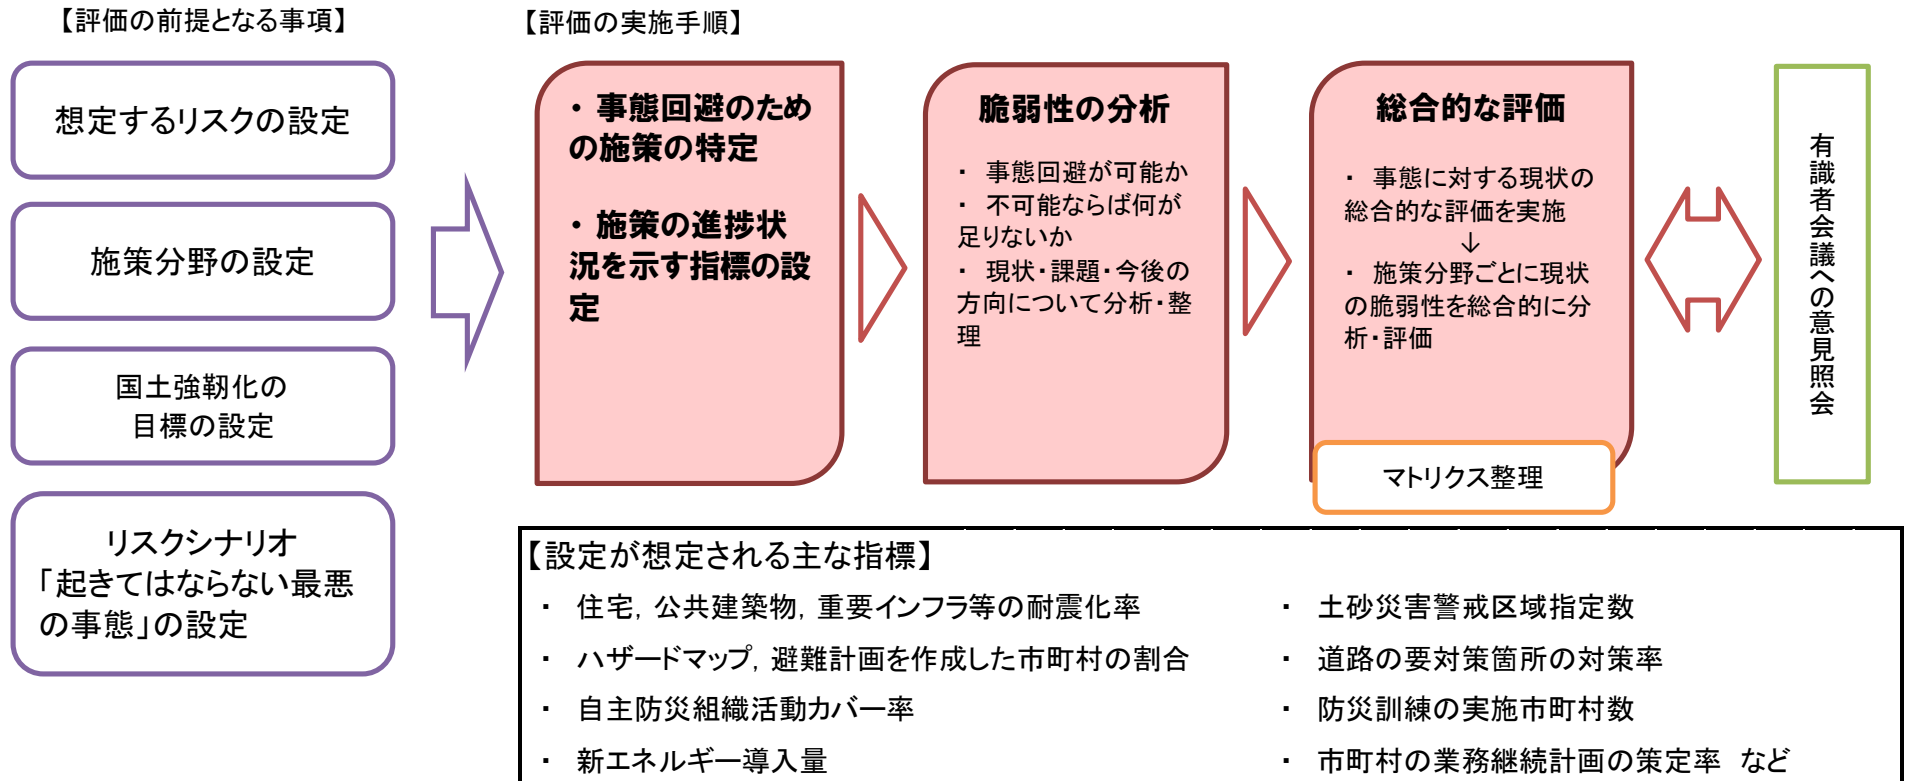 【評価の前提となる事項】
想定するリスクの設定
施策分野の設定
国土強靭化の
目標の設定
リスクシナリオ
「起きてはならない最悪
の事態」の設定
【評価の実施手順】
・ 事態回避のため
の施策の特定
・ 施策の進捗状
況を示す指標の設
定
脆弱性の分析
・ 事態回避が可能か
・ 不可能ならば何が
足りないか
・ 現状・課題・今後の
方向について分析・整
理
総合的な評価
・ 事態に対する現状の
総合的な評価を実施
↓
・ 施策分野ごとに現状
の脆弱性を総合的に分
析・評価
マトリクス整理
有識者会議への意見照会
【設定が想定される主な指標】
・ 住宅，公共建築物，重要インフラ等の耐震化率
・ ハザードマップ，避難計画を作成した市町村の割合
・ 自主防災組織活動カバー率
・ 新エネルギー導入量
・ 土砂災害警戒区域指定数
・ 道路の要対策箇所の対策率
・ 防災訓練の実施市町村数
・ 市町村の業務継続計画の策定率 など